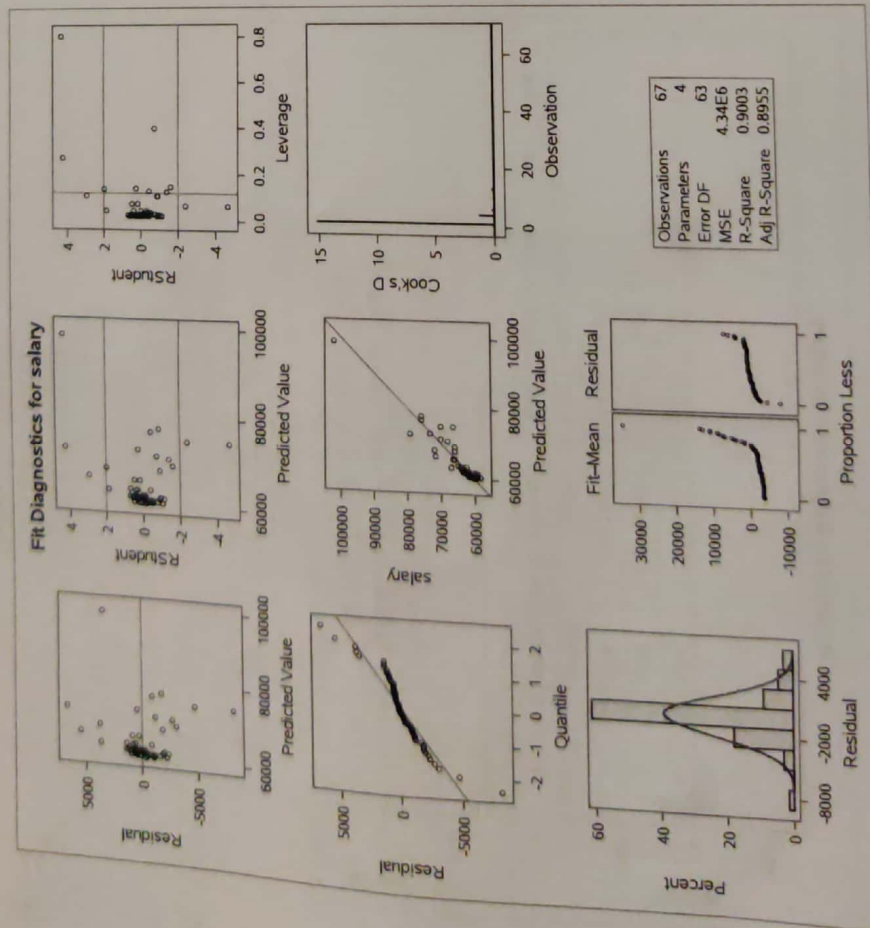 Fit Diagnostics for salary
Residual
5000
0
-5000
60000 80000 100000
Predicted Value
RStudent
4
2
0
-2
-4
60000 80000 100000
Predicted Value
RStudent
4
2
0
-2
-4
0.0 0.2 0.4 0.6 0.8
Leverage
Residual
5000
0
-5000
-2 -1 0 1 2
Quantile
salary
100000
90000
80000
70000
60000
60000 80000 100000
Predicted Value
Cook's D
15
10
5
0
0 20 40 60
Observation
Percent
60
40
20
0
-8000 -2000 4000
Residual
Fit–Mean Residual
30000
20000
10000
0
-10000
0 1 0 1
Proportion Less
Observations 67
Parameters 4
Error DF 63
MSE 4.34E6
R-Square 0.9003
Adj R-Square 0.8955